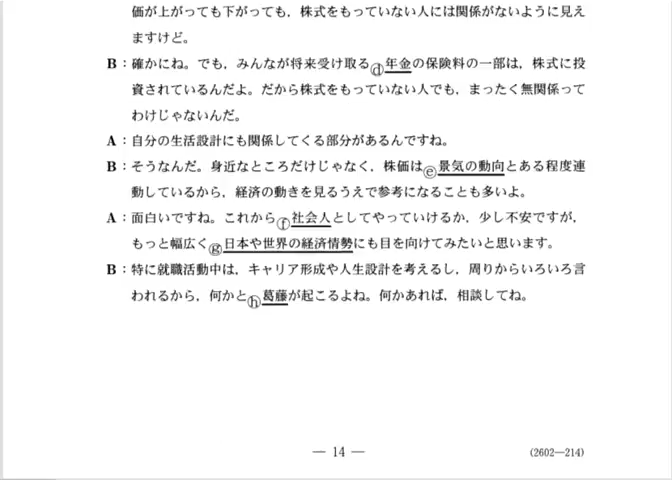 価が上がっても下がっても，株式をもっていない人には関係がないように見え
ますけど。
B：確かにね。でも，みんなが将来受け取るⓓ年金の保険料の一部は，株式に投
資されているんだよ。だから株式をもっていない人でも，まったく無関係って
わけじゃないんだ。
A：自分の生活設計にも関係してくる部分があるんですね。
B：そうなんだ。身近なところだけじゃなく，株価はⓔ景気の動向とある程度連
動しているから，経済の動きを見るうえで参考になることも多いよ。
A：面白いですね。これからⓕ社会人としてやっていけるか，少し不安ですが，
もっと幅広くⓖ日本や世界の経済情勢にも目を向けてみたいと思います。
B：特に就職活動中は，キャリア形成や人生設計を考えるし，周りからいろいろ言
われるから，何かとⓗ葛藤が起こるよね。何かあれば，相談してね。
― 14 ―
(2602―214)